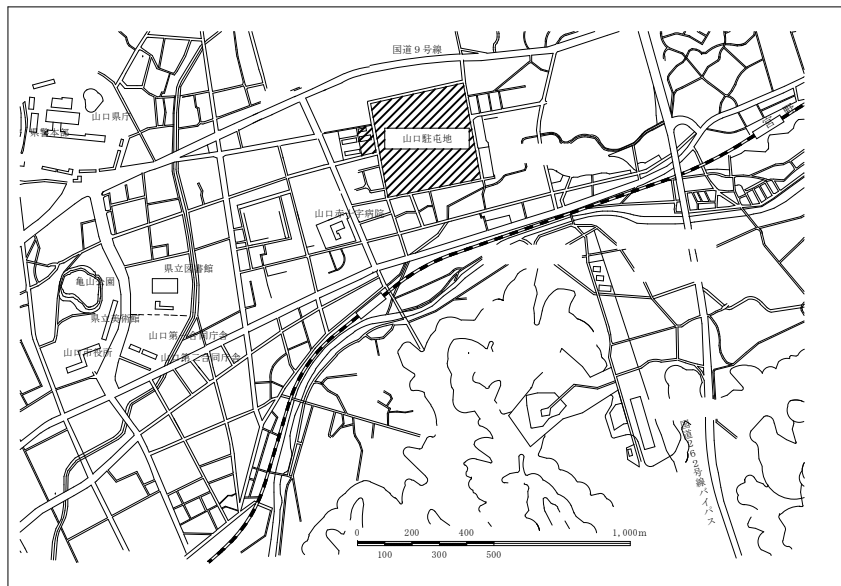 国道9号線
山口県庁
県警本部
山口駐屯地
宮野
山口赤十字病院
県立図書館
亀山公園
県立美術館
山口第一合同庁舎
山口市役所
山口第二合同庁舎
国道262号線バイパス
0 200 400 1,000m
100 300 500